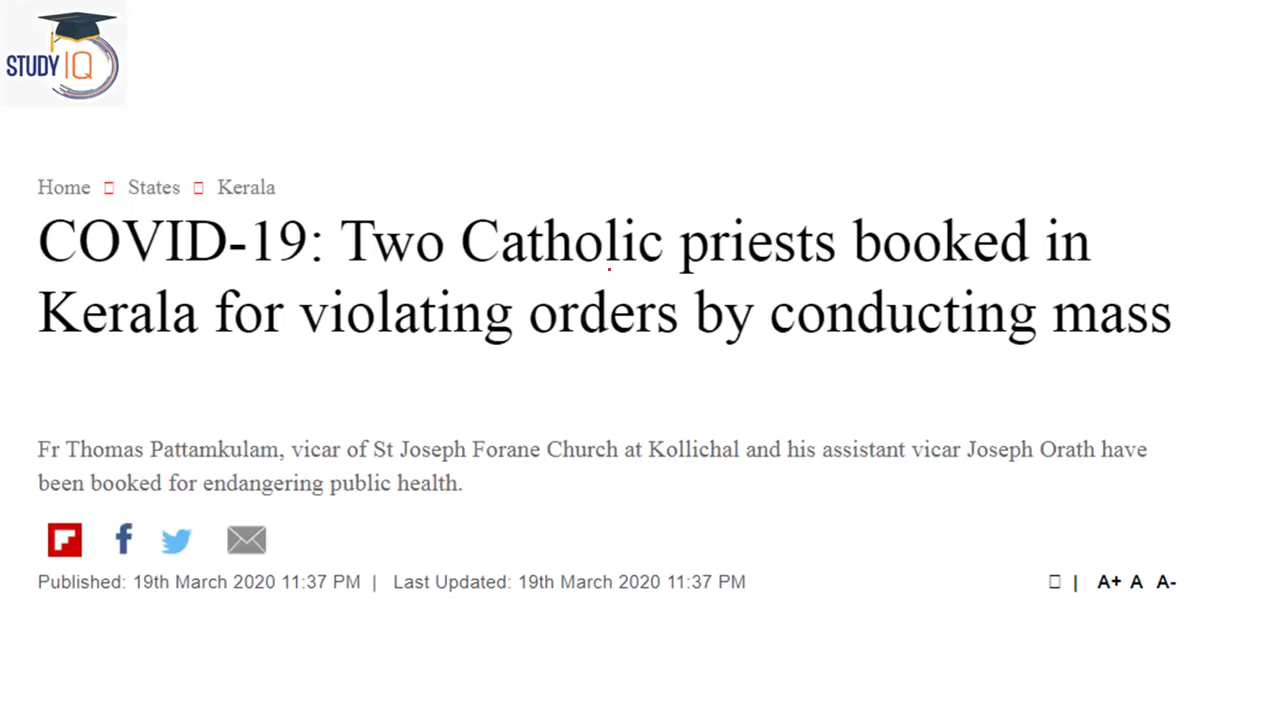 STUDY IQ
Home States Kerala
COVID-19: Two Catholic priests booked in
Kerala for violating orders by conducting mass
Fr Thomas Pattamkulam, vicar of St Joseph Forane Church at Kollichal and his assistant vicar Joseph Orath have
been booked for endangering public health.
Published: 19th March 2020 11:37 PM | Last Updated: 19th March 2020 11:37 PM | A+ A A-